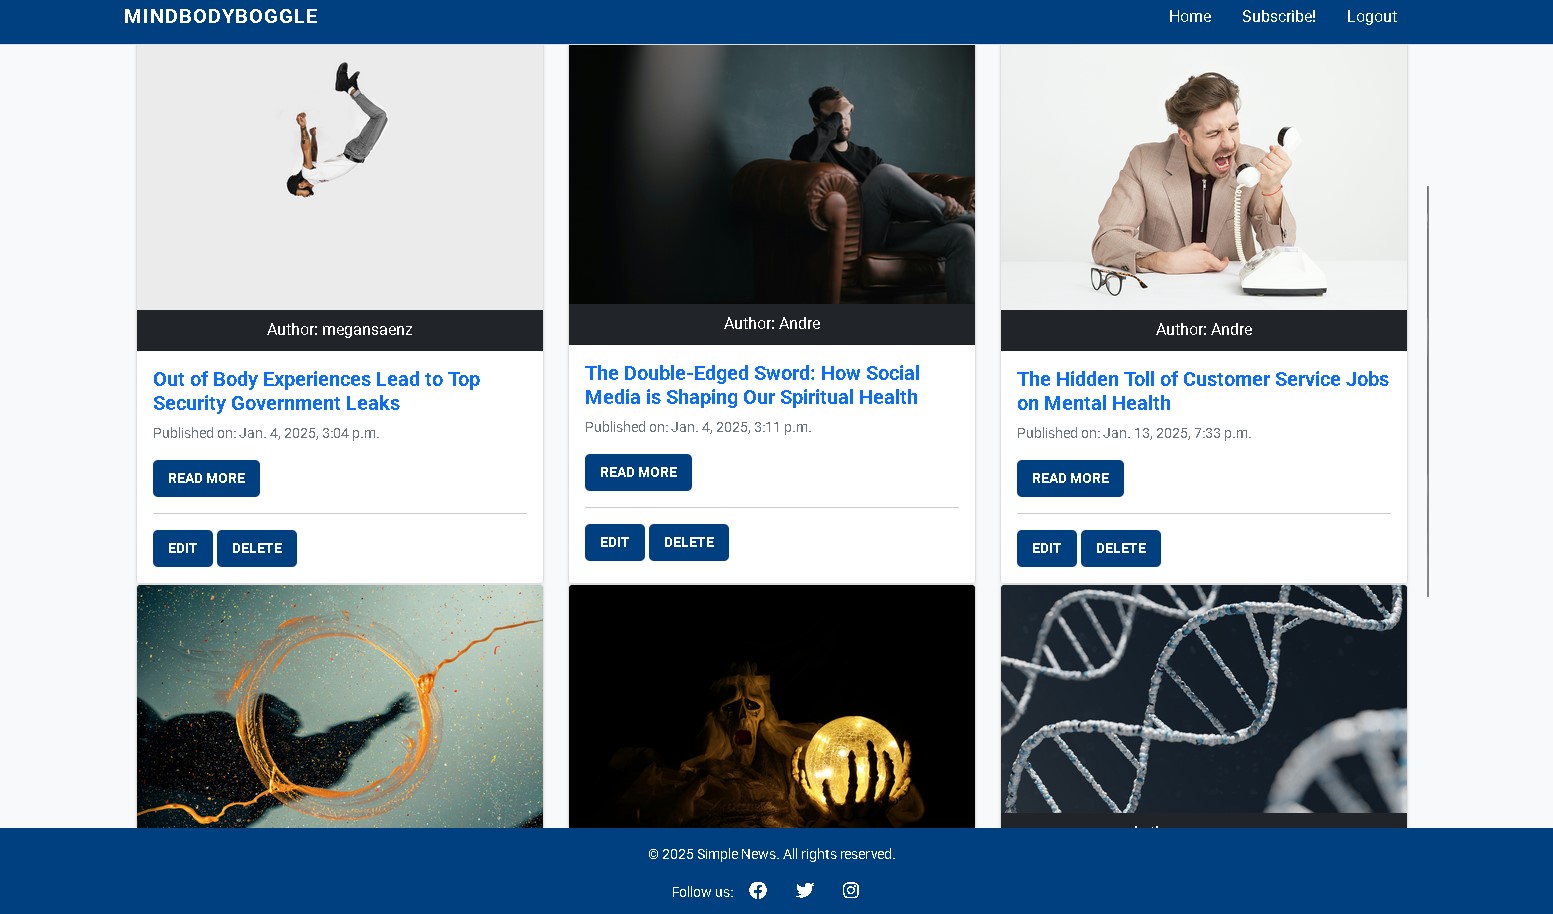 MINDBODYBOGGLE
Home Subscribe! Logout
Author: megansaenz
Out of Body Experiences Lead to Top
Security Government Leaks
Published on: Jan. 4, 2025, 3:04 p.m.
READ MORE
EDIT DELETE
Author: Andre
The Double-Edged Sword: How Social
Media is Shaping Our Spiritual Health
Published on: Jan. 4, 2025, 3:11 p.m.
READ MORE
EDIT DELETE
Author: Andre
The Hidden Toll of Customer Service Jobs
on Mental Health
Published on: Jan. 13, 2025, 7:33 p.m.
READ MORE
EDIT DELETE
© 2025 Simple News. All rights reserved.
Follow us: